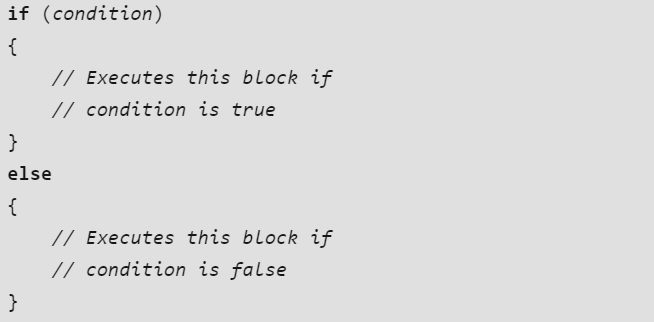 if (condition)
{
    // Executes this block if
    // condition is true
}
else
{
    // Executes this block if
    // condition is false
}